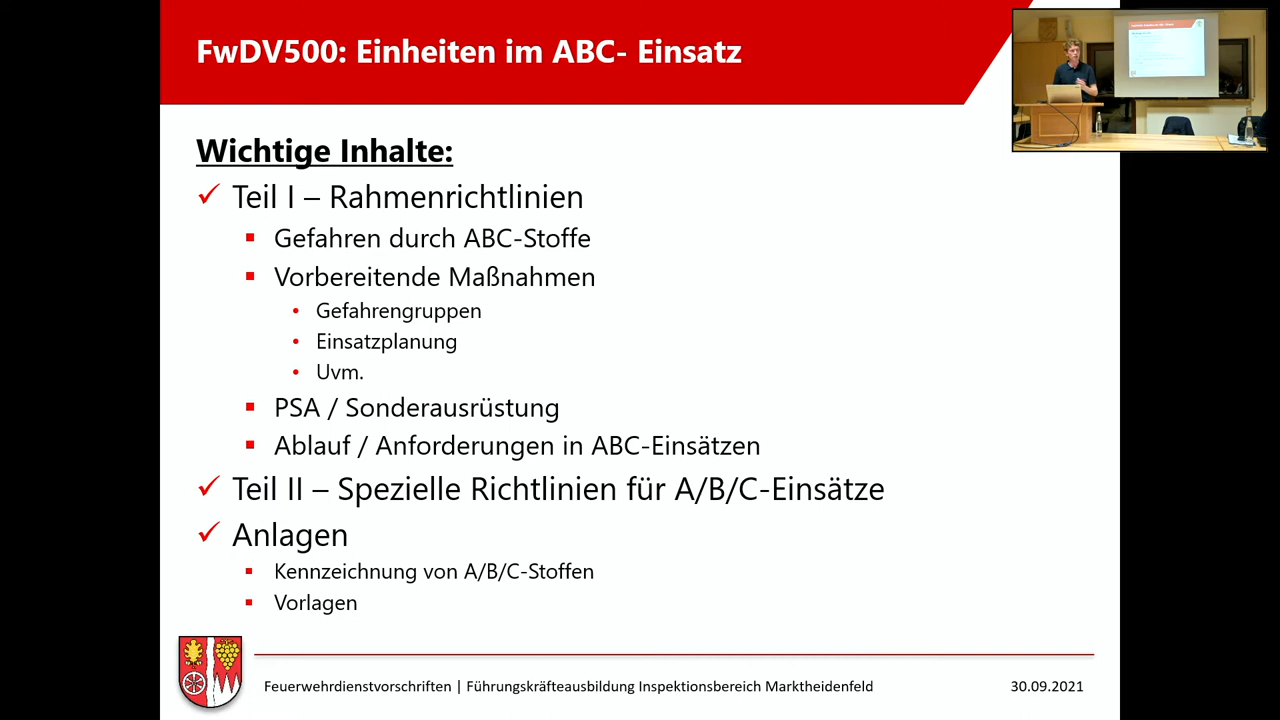 FwDV500: Einheiten im ABC- Einsatz
Wichtige Inhalte:
Teil I – Rahmenrichtlinien
Gefahren durch ABC-Stoffe
Vorbereitende Maßnahmen
Gefahrengruppen
Einsatzplanung
Uvm.
PSA / Sonderausrüstung
Ablauf / Anforderungen in ABC-Einsätzen
Teil II – Spezielle Richtlinien für A/B/C-Einsätze
Anlagen
Kennzeichnung von A/B/C-Stoffen
Vorlagen
Feuerwehrdienstvorschriften | Führungskräfteausbildung Inspektionsbereich Marktheidenfeld
30.09.2021